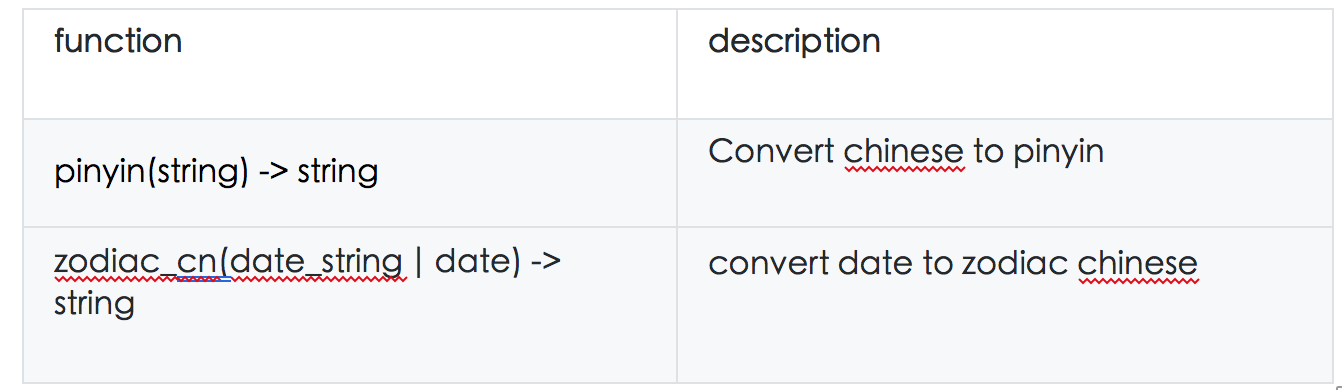 function
description
pinyin(string) -> string
Convert chinese to pinyin
zodiac_cn(date_string | date) ->
string
convert date to zodiac chinese